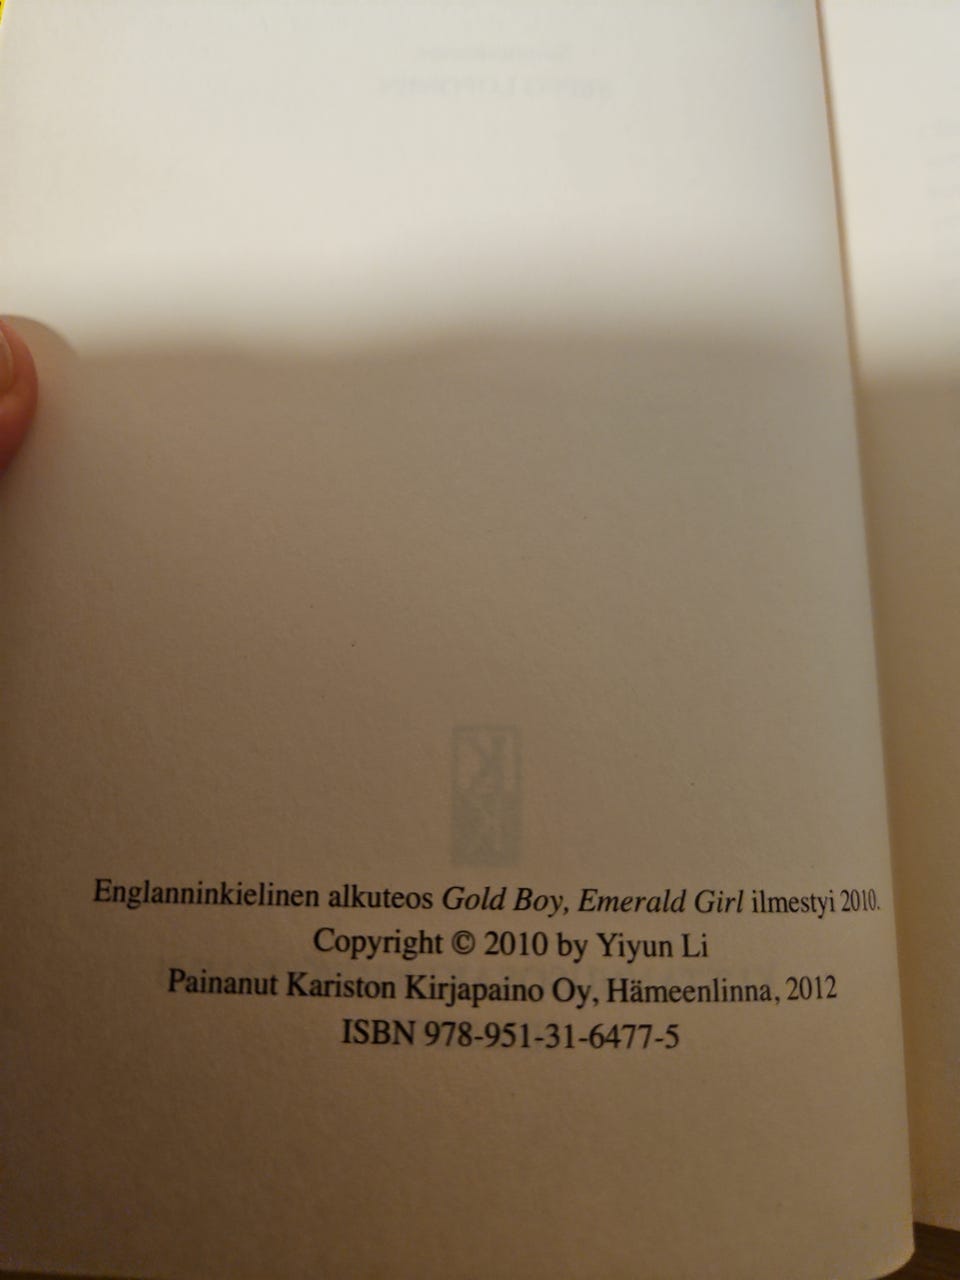 Englanninkielinen alkuteos Gold Boy, Emerald Girl ilmestyi 2010.
Copyright © 2010 by Yiyun Li
Painanut Kariston Kirjapaino Oy, Hämeenlinna, 2012
ISBN 978-951-31-6477-5